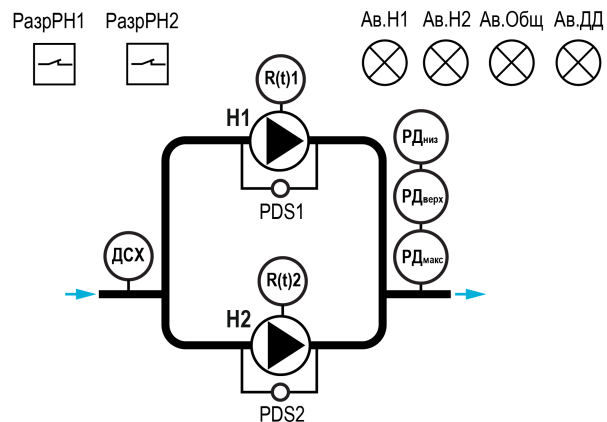 РазрРН1 РазрРН2 Ав.Н1 Ав.Н2 Ав.Общ Ав.ДД
R(t)1
Н1
РДниз
PDS1
РДверх
ДСХ
РДмакс
R(t)2
Н2
PDS2